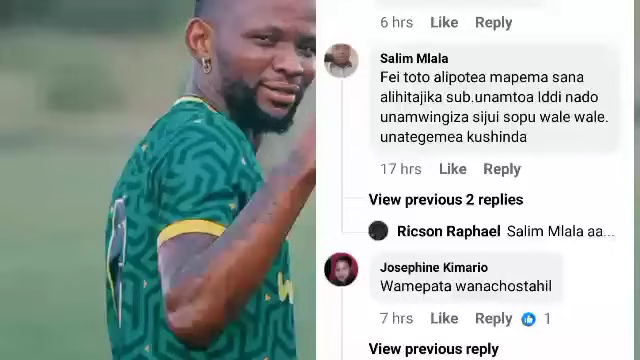 6 hrs Like Reply
Salim Mlala
Fei toto alipotea mapema sana
alihitajika sub.unamtoa Iddi nado
unamwingiza sijui sopu wale wale.
unategemea kushinda
17 hrs Like Reply
View previous 2 replies
Ricson Raphael Salim Mlala aa...
Josephine Kimario
Wamepata wanachostahil
7 hrs Like Reply 1
View previous reply